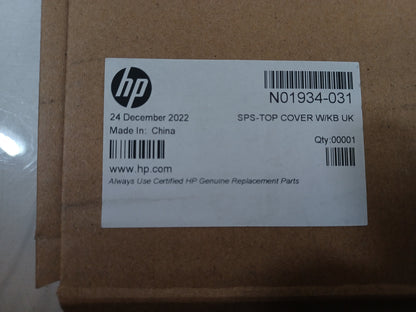 hp
N01934-031
24 December 2022
SPS-TOP COVER W/KB UK
Made In: China
Qty:00001
www.hp.com
Always Use Certified HP Genuine Replacement Parts